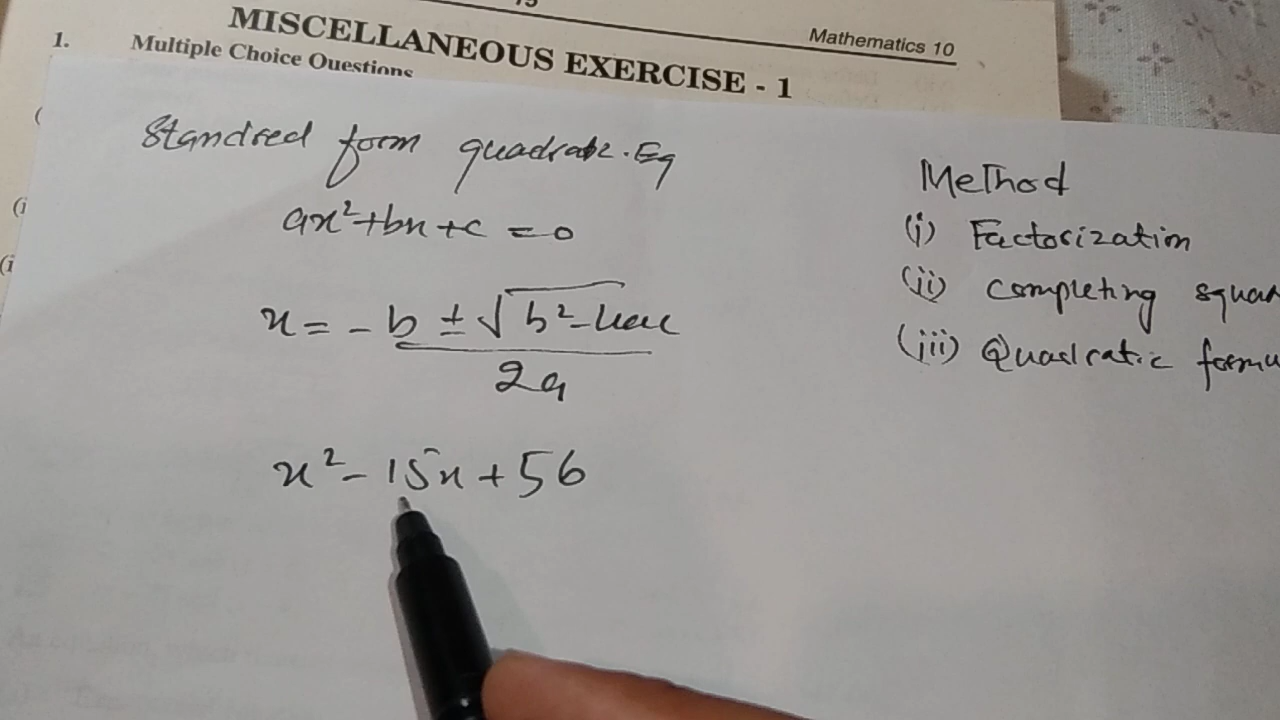 Mathematics 10
MISCELLANEOUS EXERCISE - 1
1. Multiple Choice Questions
Standred form quadratic. Eq
ax²+bx+c = 0
x = -b ± √b²-4ac
2a
x² - 15x + 56
Method
(i) Factorization
(ii) completing squar
(iii) Quadratic formu